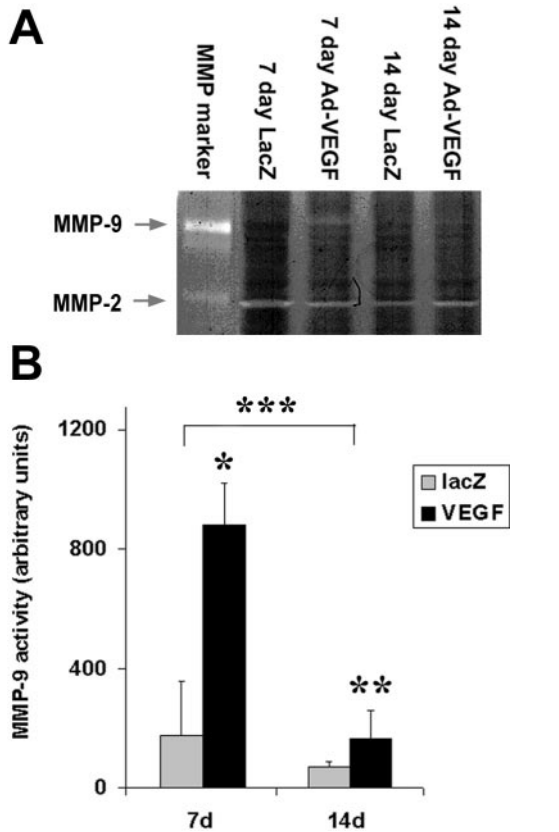 A
MMP marker
7 day LacZ
7 day Ad-VEGF
14 day LacZ
14 day Ad-VEGF
MMP-9
MMP-2
B
MMP-9 activity (arbitrary units)
1200
800
400
0
***
*
**
lacZ
VEGF
7d
14d